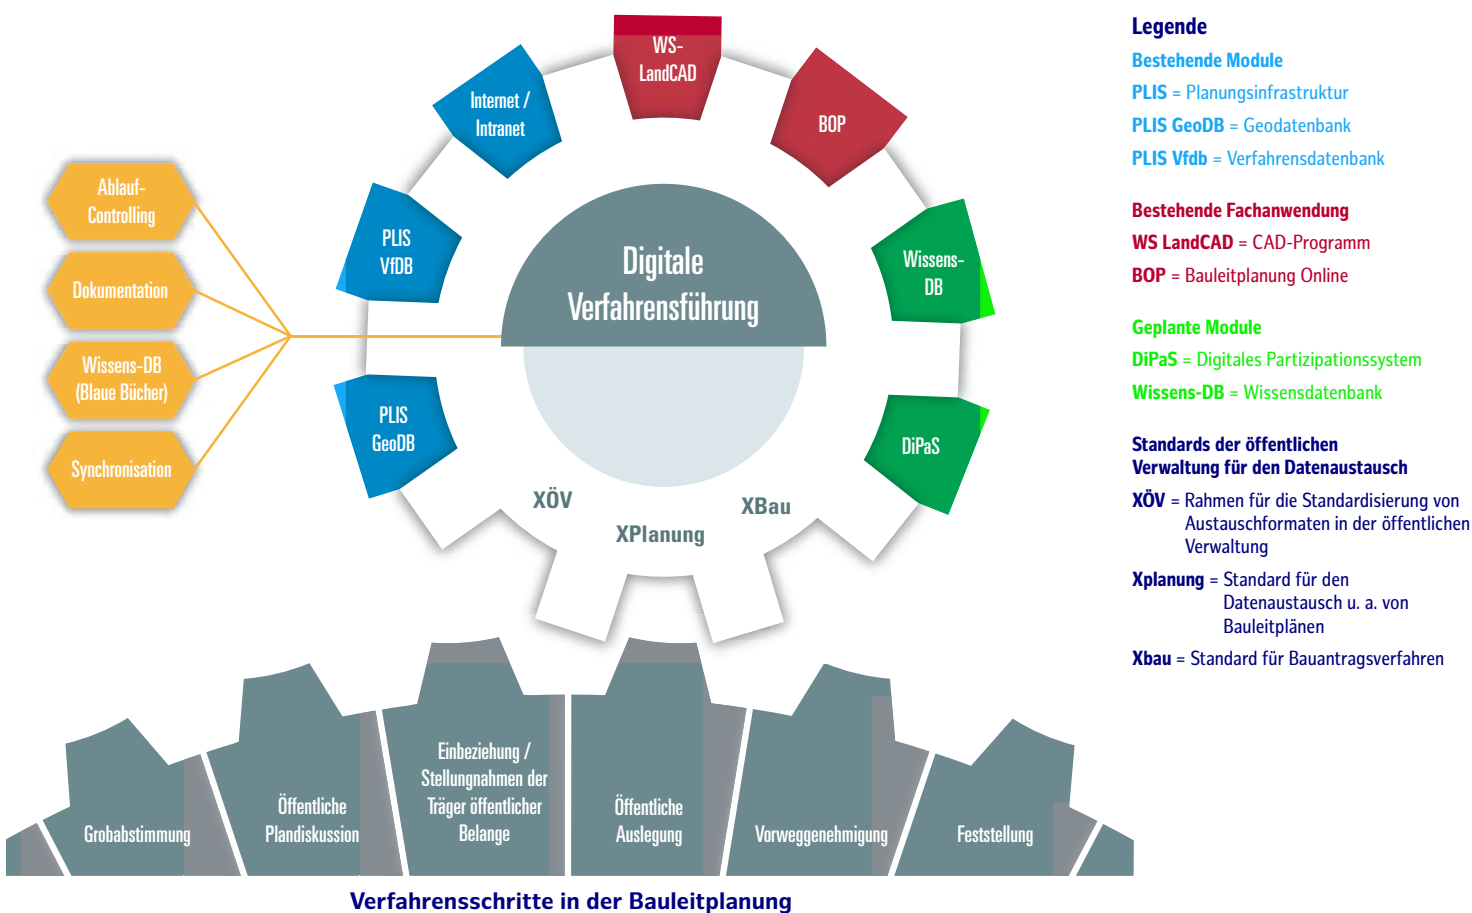 WS-
LandCAD
Internet /
Intranet
BOP
PLIS
VfDB
Wissens-
DB
PLIS
GeoDB
DiPaS
Digitale
Verfahrensführung
XÖV
XPlanung
XBau
Ablauf-
Controlling
Dokumentation
Wissens-DB
(Blaue Bücher)
Synchronisation
Grobabstimmung
Öffentliche
Plandiskussion
Einbeziehung /
Stellungnahmen der
Träger öffentlicher
Belange
Öffentliche
Auslegung
Vorweggenehmigung
Feststellung
Verfahrensschritte in der Bauleitplanung
Legende
Bestehende Module
PLIS = Planungsinfrastruktur
PLIS GeoDB = Geodatenbank
PLIS Vfdb = Verfahrensdatenbank
Bestehende Fachanwendung
WS LandCAD = CAD-Programm
BOP = Bauleitplanung Online
Geplante Module
DiPaS = Digitales Partizipationssystem
Wissens-DB = Wissensdatenbank
Standards der öffentlichen
Verwaltung für den Datenaustausch
XÖV = Rahmen für die Standardisierung von
Austauschformaten in der öffentlichen
Verwaltung
Xplanung = Standard für den
Datenaustausch u. a. von
Bauleitplänen
Xbau = Standard für Bauantragsverfahren